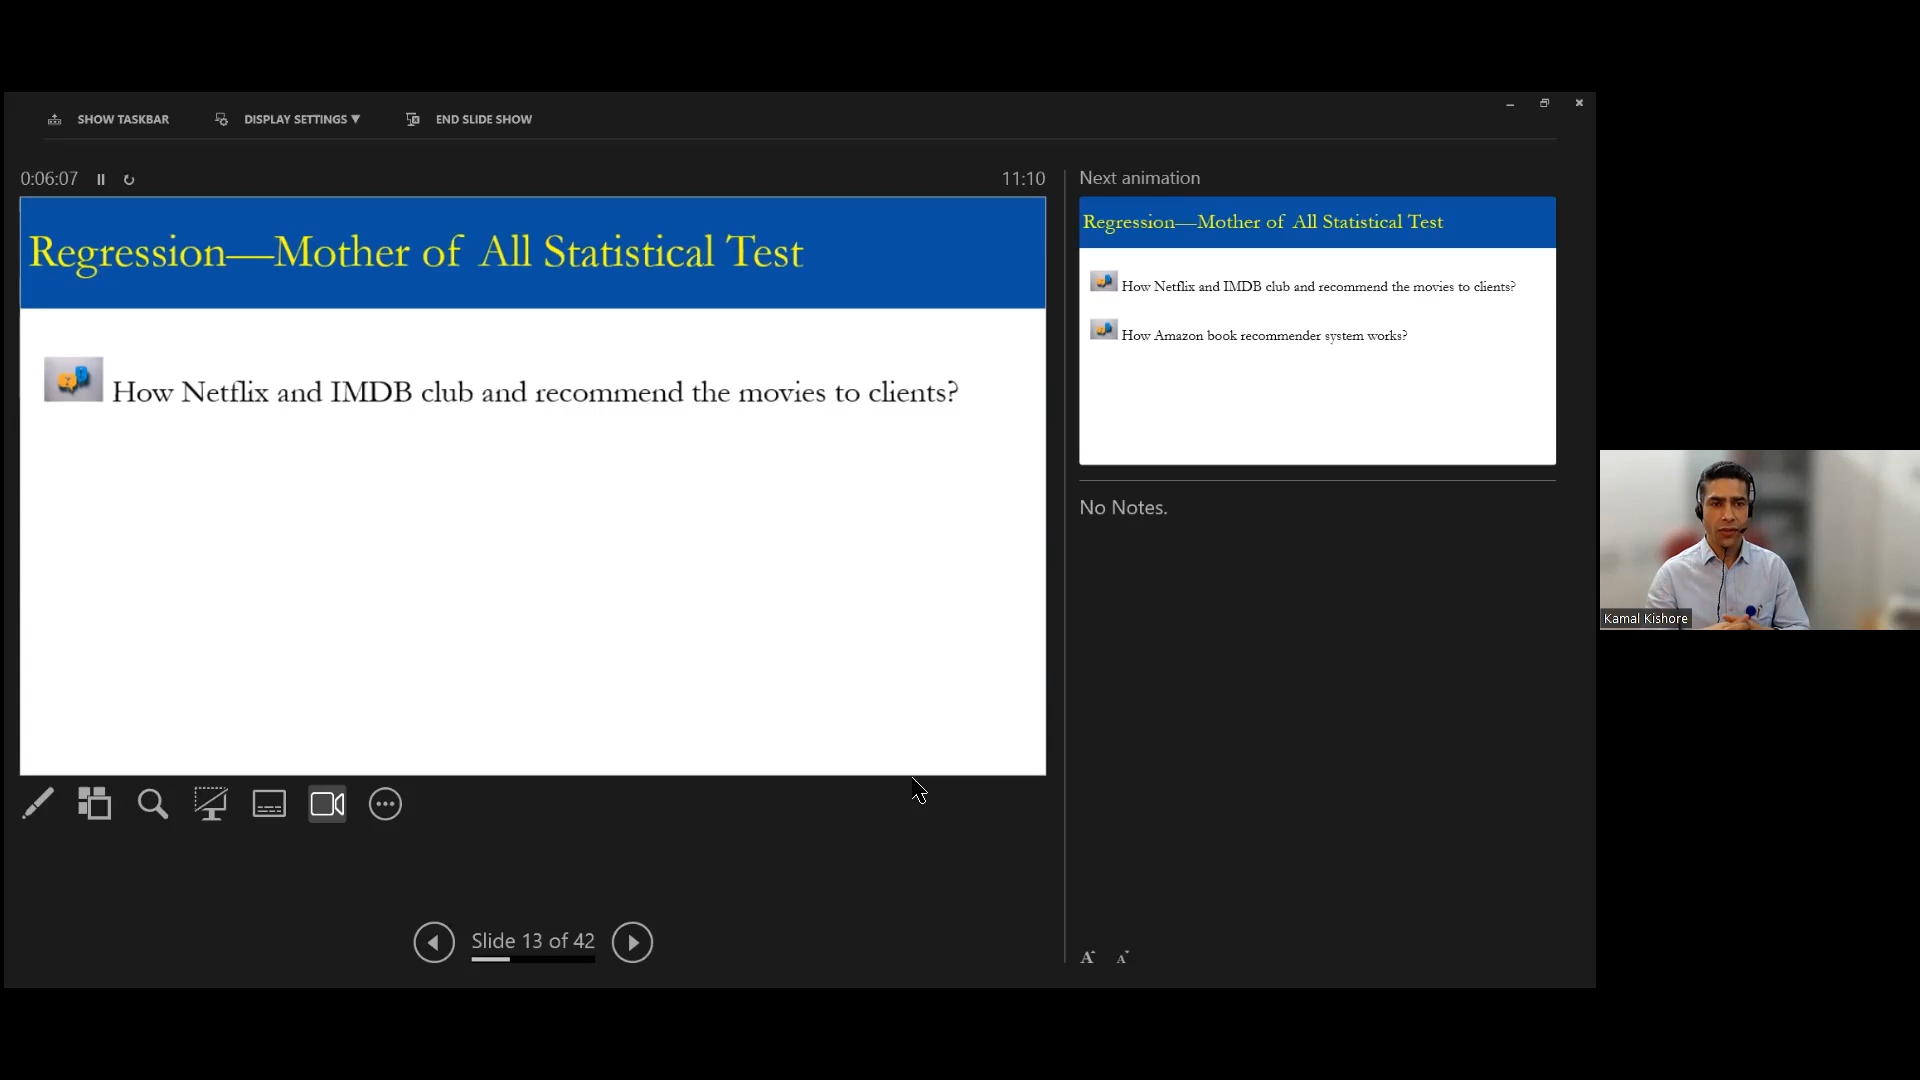 SHOW TASKBAR DISPLAY SETTINGS ▼ END SLIDE SHOW
0:06:07 11:10
Regression—Mother of All Statistical Test
How Netflix and IMDB club and recommend the movies to clients?
Slide 13 of 42
Next animation
Regression—Mother of All Statistical Test
How Netflix and IMDB club and recommend the movies to clients?
How Amazon book recommender system works?
No Notes.
A A
Kamal Kishore